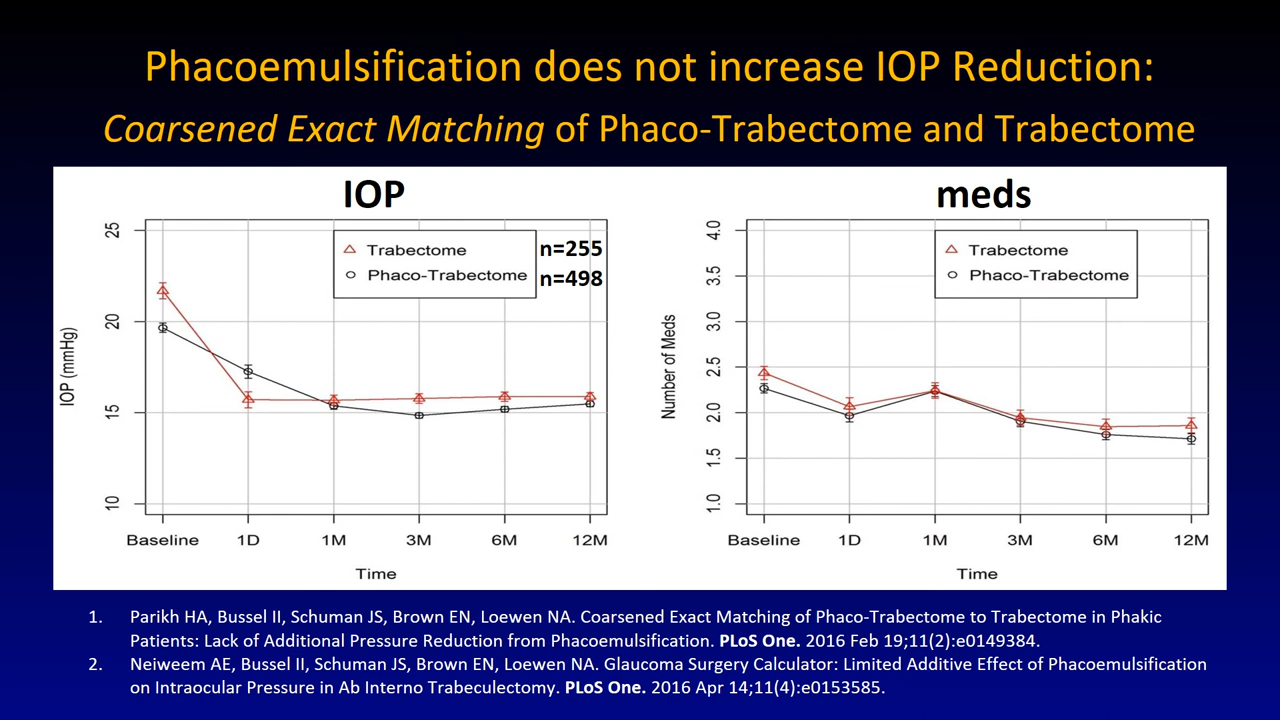 Phacoemulsification does not increase IOP Reduction:
Coarsened Exact Matching of Phaco-Trabectome and Trabectome
IOP
25
20
15
10
IOP (mmHg)
Trabectome
Phaco-Trabectome
n=255
n=498
Baseline 1D 1M 3M 6M 12M
Time
meds
4.0
3.5
3.0
2.5
2.0
1.5
1.0
Number of Meds
Trabectome
Phaco-Trabectome
Baseline 1D 1M 3M 6M 12M
Time
1. Parikh HA, Bussel II, Schuman JS, Brown EN, Loewen NA. Coarsened Exact Matching of Phaco-Trabectome to Trabectome in Phakic
Patients: Lack of Additional Pressure Reduction from Phacoemulsification. PLoS One. 2016 Feb 19;11(2):e0149384.
2. Neiweem AE, Bussel II, Schuman JS, Brown EN, Loewen NA. Glaucoma Surgery Calculator: Limited Additive Effect of Phacoemulsification
on Intraocular Pressure in Ab Interno Trabeculectomy. PLoS One. 2016 Apr 14;11(4):e0153585.